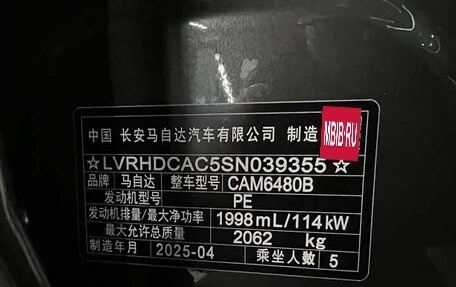 中国 长安马自达汽车有限公司 制造 MBIB.RU
☆LVRHDCAC5SN039355☆
品牌 马自达 整车型号 CAM6480B
发动机型号 PE
发动机排量/最大净功率 1998mL/114kW
最大允许总质量 2062 kg
制造年月 2025-04 乘坐人数 5